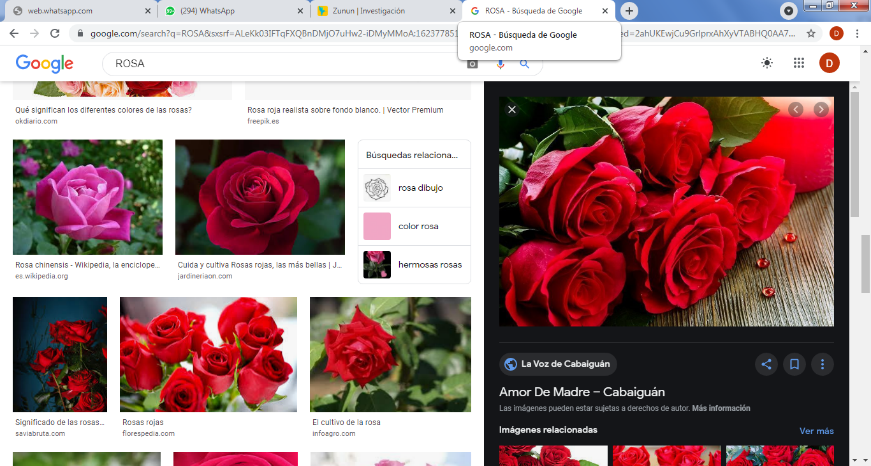 web.whatsapp.com
(294) WhatsApp
Zunun | Investigación
ROSA - Búsqueda de Google
google.com/search?q=ROSA&sxsrf=
ROSA - Búsqueda de Google
google.com
D
Google
ROSA
D
Qué significan los diferentes colores de las rosas?
okdiario.com
Rosa roja realista sobre fondo blanco. | Vector Premium
freepik.es
Búsquedas relaciona...
rosa dibujo
color rosa
hermosas rosas
Rosa chinensis - Wikipedia, la enciclope...
es.wikipedia.org
Cuida y cultiva Rosas rojas, las más bellas | J...
jardineriaon.com
Significado de las rosas...
saviabruta.com
Rosas rojas
florespedia.com
El cultivo de la rosa
infoagro.com
La Voz de Cabaiguán
Amor De Madre – Cabaiguán
Las imágenes pueden estar sujetas a derechos de autor. Más información
Imágenes relacionadas
Ver más